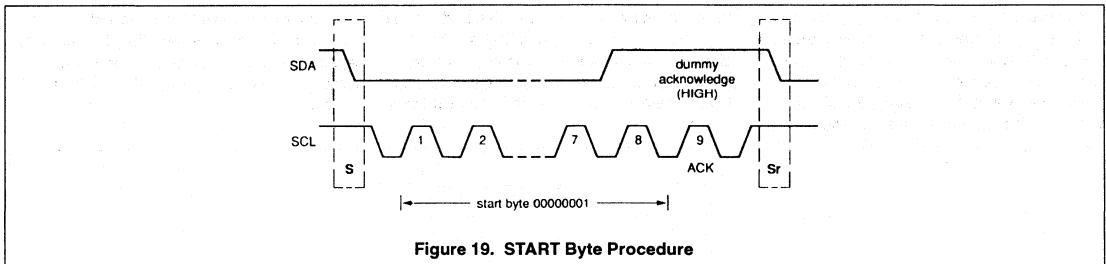 SDA
dummy
acknowledge
(HIGH)
SCL
1 2 7 8 9
ACK
S
Sr
start byte 00000001
Figure 19. START Byte Procedure